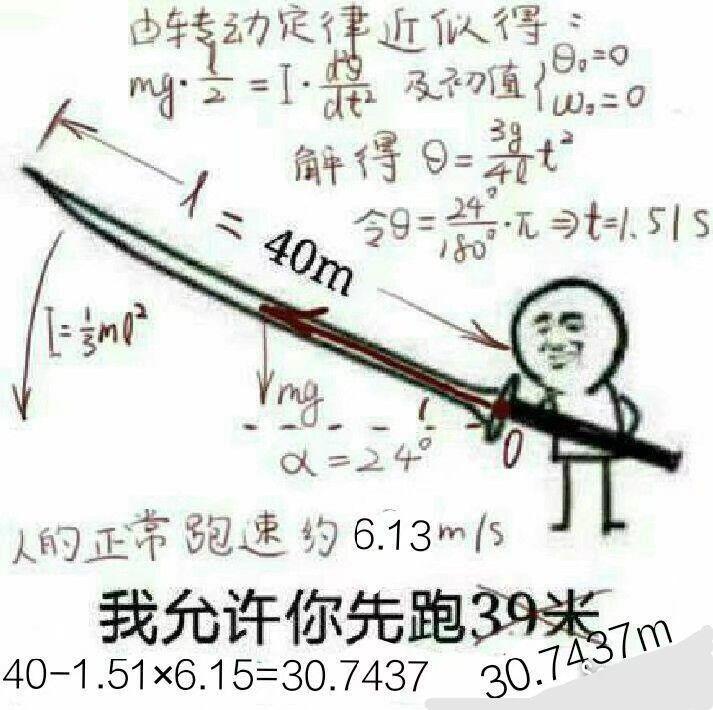 由转动定律近似得：
mg·l/2=I·dθ/dt² 及初值{θ₀=0
ω₀=0
解得 θ=3g/4l t²
令θ=24°/180°·π⇒t=1.51s
l=40m
I=⅓ml²
mg
α=24°
O
人的正常跑速约6.13m/s
我允许你先跑39米
40-1.51×6.15=30.7437
30.7437m